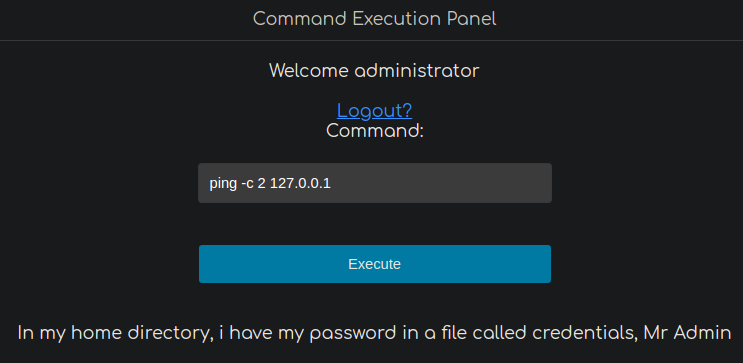 Command Execution Panel
Welcome administrator
Logout?
Command:
ping -c 2 127.0.0.1
Execute
In my home directory, i have my password in a file called credentials, Mr Admin